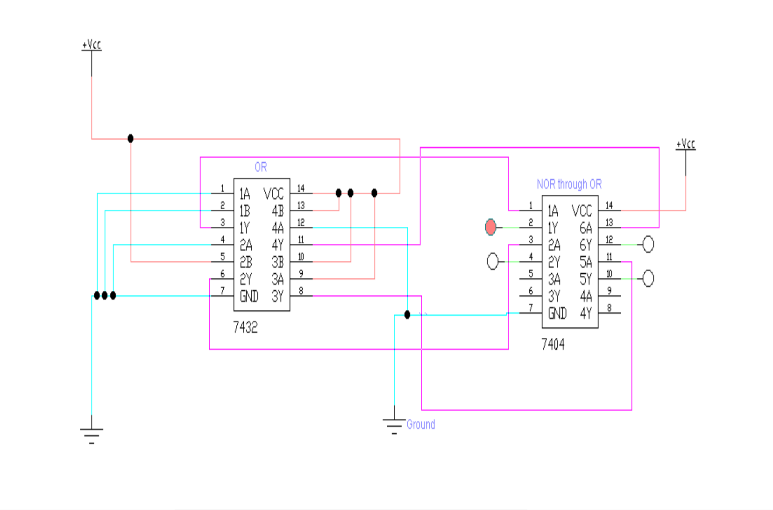 +Vcc
+Vcc
OR
NOR through OR
1 1A VCC 14
2 1B 4B 13
3 1Y 4A 12
4 2A 4Y 11
5 2B 3B 10
6 2Y 3A 9
7 GND 3Y 8
7432
1 1A VCC 14
2 1Y 6A 13
3 2A 6Y 12
4 2Y 5A 11
5 3A 5Y 10
6 3Y 4A 9
7 GND 4Y 8
7404
Ground